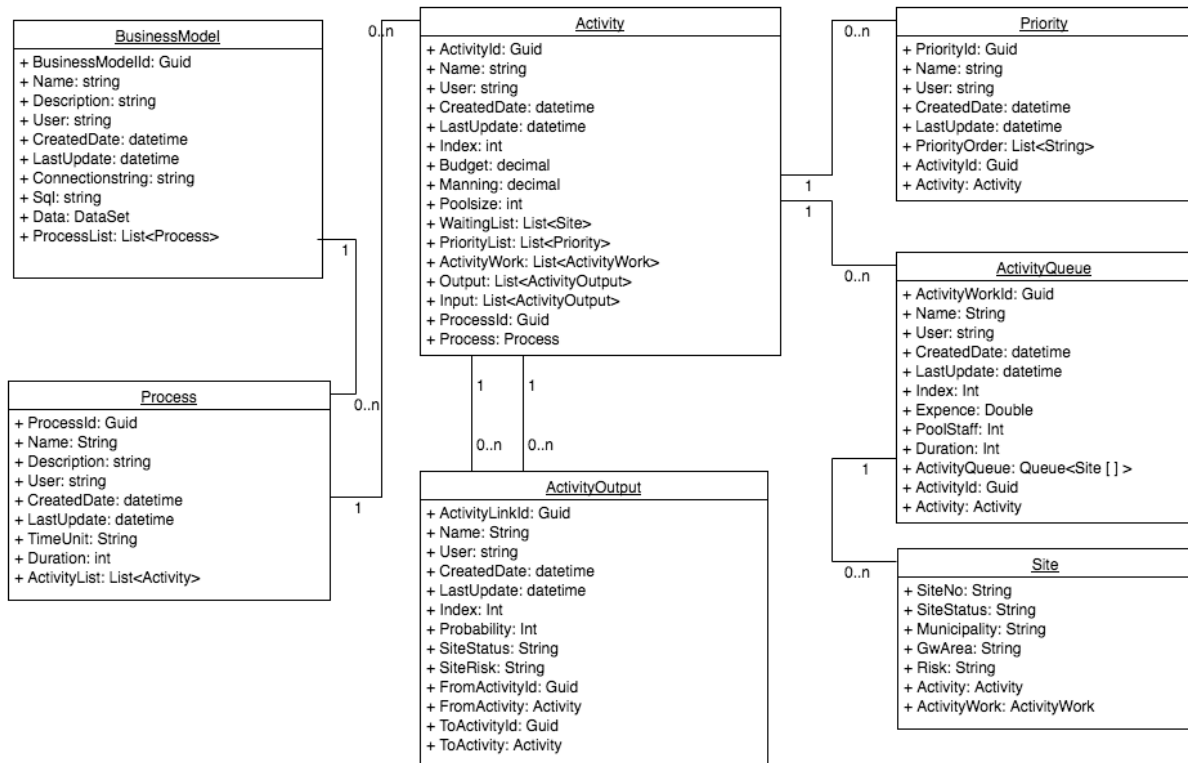 BusinessModel
+ BusinessModelId: Guid
+ Name: string
+ Description: string
+ User: string
+ CreatedDate: datetime
+ LastUpdate: datetime
+ Connectionstring: string
+ Sql: string
+ Data: DataSet
+ ProcessList: List<Process>
1
0..n
Process
+ ProcessId: Guid
+ Name: String
+ Description: string
+ User: string
+ CreatedDate: datetime
+ LastUpdate: datetime
+ TimeUnit: String
+ Duration: int
+ ActivityList: List<Activity>
1
0..n
Activity
+ ActivityId: Guid
+ Name: string
+ User: string
+ CreatedDate: datetime
+ LastUpdate: datetime
+ Index: int
+ Budget: decimal
+ Manning: decimal
+ Poolsize: int
+ WaitingList: List<Site>
+ PriorityList: List<Priority>
+ ActivityWork: List<ActivityWork>
+ Output: List<ActivityOutput>
+ Input: List<ActivityOutput>
+ ProcessId: Guid
+ Process: Process
1
1
0..n
0..n
ActivityOutput
+ ActivityLinkId: Guid
+ Name: String
+ User: string
+ CreatedDate: datetime
+ LastUpdate: datetime
+ Index: Int
+ Probability: Int
+ SiteStatus: String
+ SiteRisk: String
+ FromActivityId: Guid
+ FromActivity: Activity
+ ToActivityId: Guid
+ ToActivity: Activity
0..n
1
1
0..n
Priority
+ PriorityId: Guid
+ Name: string
+ User: string
+ CreatedDate: datetime
+ LastUpdate: datetime
+ PriorityOrder: List<String>
+ ActivityId: Guid
+ Activity: Activity
ActivityQueue
+ ActivityWorkId: Guid
+ Name: String
+ User: string
+ CreatedDate: datetime
+ LastUpdate: datetime
+ Index: Int
+ Expence: Double
+ PoolStaff: Int
+ Duration: Int
+ ActivityQueue: Queue<Site [ ] >
+ ActivityId: Guid
+ Activity: Activity
1
0..n
Site
+ SiteNo: String
+ SiteStatus: String
+ Municipality: String
+ GwArea: String
+ Risk: String
+ Activity: Activity
+ ActivityWork: ActivityWork